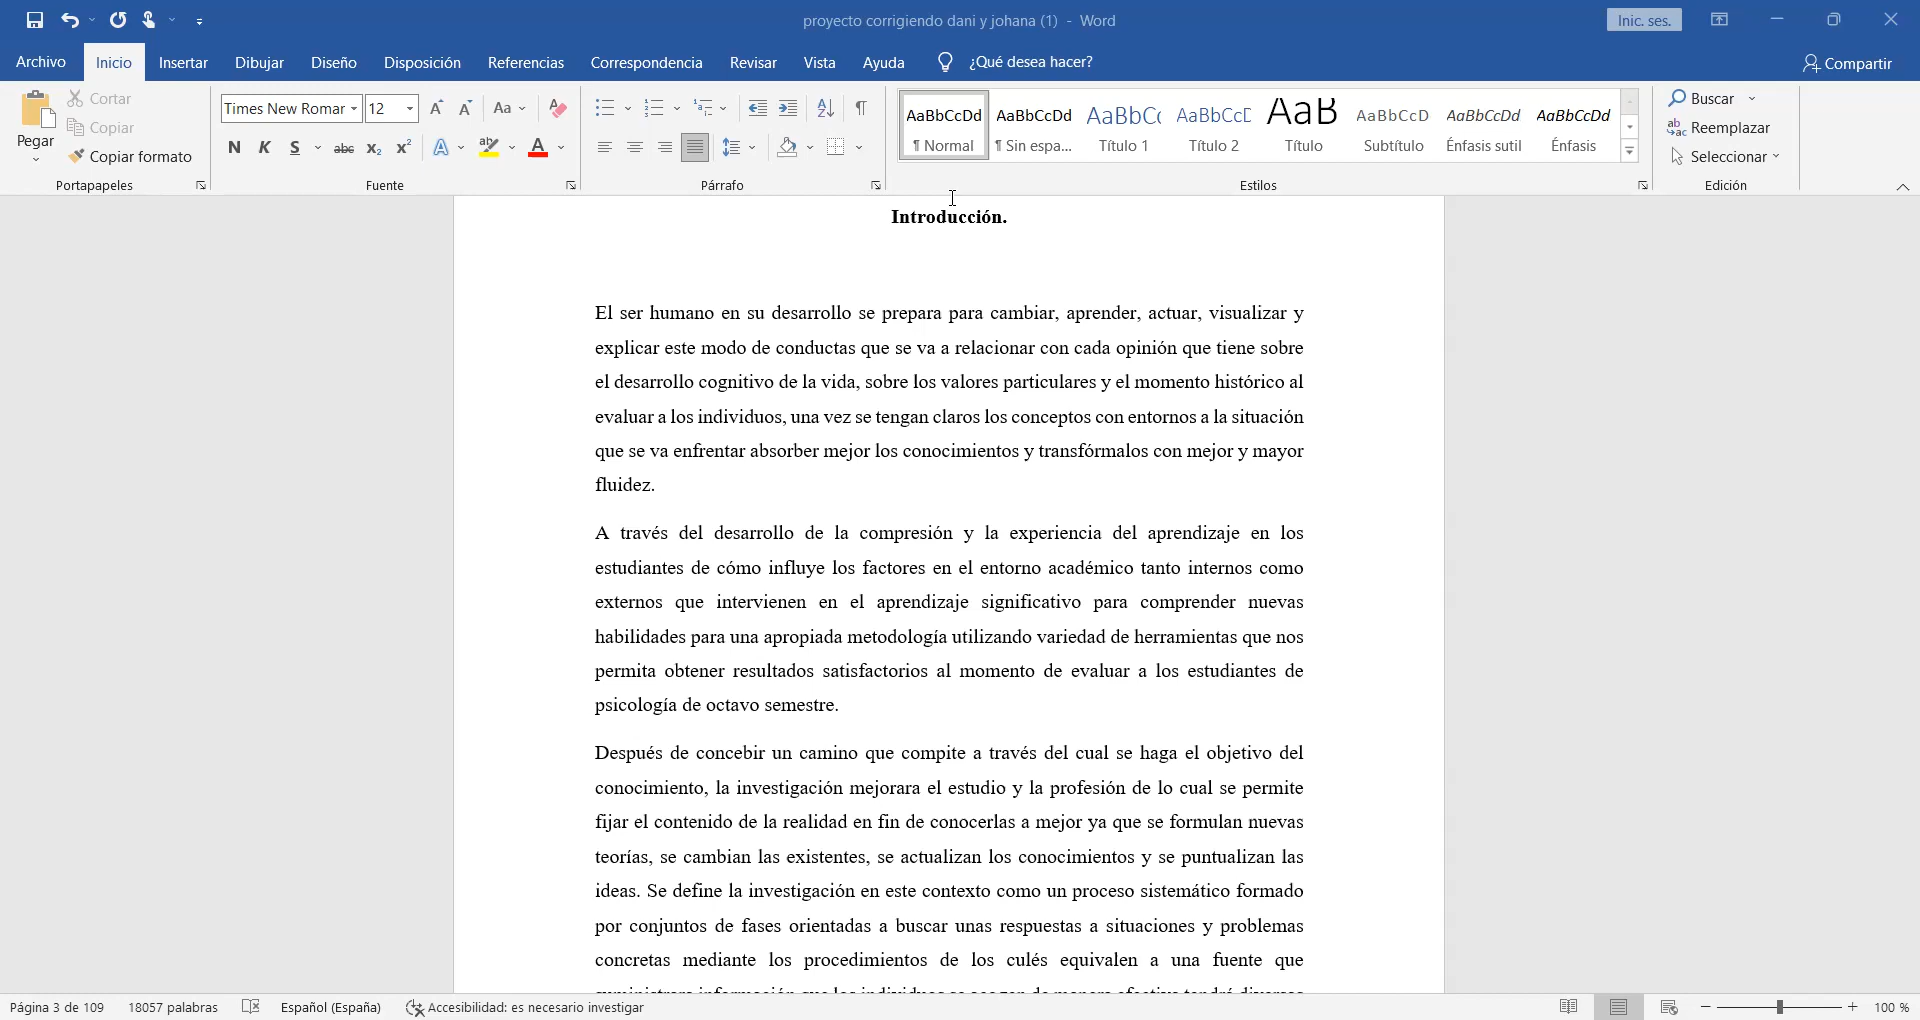 proyecto corrigiendo dani y johana (1) - Word
Inic. ses.
Archivo Inicio Insertar Dibujar Diseño Disposición Referencias Correspondencia Revisar Vista Ayuda ¿Qué desea hacer? Compartir
Pegar
Cortar
Copiar
Copiar formato
Portapapeles
Times New Romar 12 Aa
N K S abc x₂ x² A ab A
Fuente
Párrafo
AaBbCcDd AaBbCcDd AaBbC AaBbCcD AaB AaBbCcD AaBbCcDd AaBbCcDd
¶ Normal ¶ Sin espa... Título 1 Título 2 Título Subtítulo Énfasis sutil Énfasis
Estilos
Buscar
Reemplazar
Seleccionar
Edición
Introducción.
El ser humano en su desarrollo se prepara para cambiar, aprender, actuar, visualizar y
explicar este modo de conductas que se va a relacionar con cada opinión que tiene sobre
el desarrollo cognitivo de la vida, sobre los valores particulares y el momento histórico al
evaluar a los individuos, una vez se tengan claros los conceptos con entornos a la situación
que se va enfrentar absorber mejor los conocimientos y transfórmalos con mejor y mayor
fluidez.
A través del desarrollo de la compresión y la experiencia del aprendizaje en los
estudiantes de cómo influye los factores en el entorno académico tanto internos como
externos que intervienen en el aprendizaje significativo para comprender nuevas
habilidades para una apropiada metodología utilizando variedad de herramientas que nos
permita obtener resultados satisfactorios al momento de evaluar a los estudiantes de
psicología de octavo semestre.
Después de concebir un camino que compite a través del cual se haga el objetivo del
conocimiento, la investigación mejorara el estudio y la profesión de lo cual se permite
fijar el contenido de la realidad en fin de conocerlas a mejor ya que se formulan nuevas
teorías, se cambian las existentes, se actualizan los conocimientos y se puntualizan las
ideas. Se define la investigación en este contexto como un proceso sistemático formado
por conjuntos de fases orientadas a buscar unas respuestas a situaciones y problemas
concretas mediante los procedimientos de los culés equivalen a una fuente que
Página 3 de 109 18057 palabras Español (España) Accesibilidad: es necesario investigar 100 %